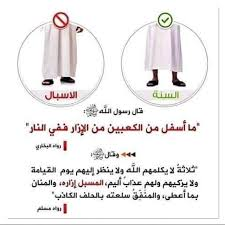 السنة
الاسبال
قال رسول الله ﷺ
"ما أسفل من الكعبين من الإزار ففي النار"
رواه البخاري
وقال ﷺ
"ثلاثة لا يكلمهم الله ولا ينظر إليهم يوم القيامة
ولا يزكيهم ولهم عذاب أليم، المسبل إزاره، والمنان
بما أعطى، والمنفق سلعته بالحلف الكاذب"
رواه مسلم